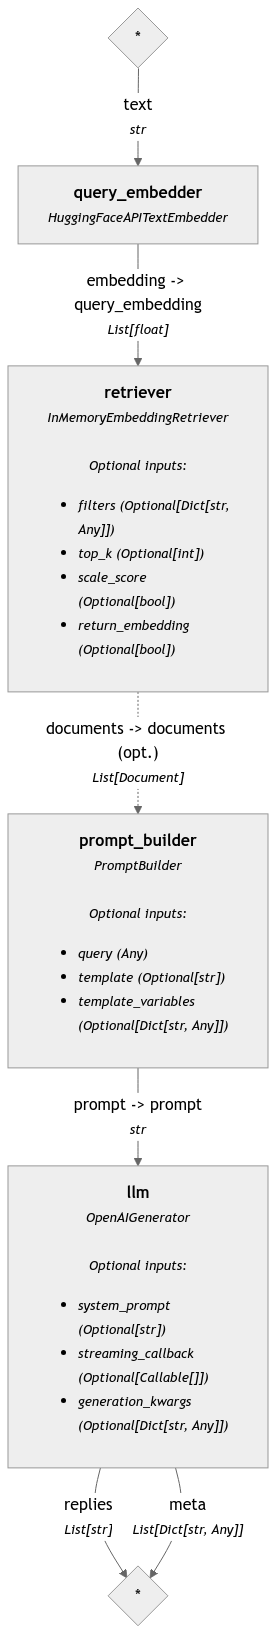 *
text
str
query_embedder
HuggingFaceAPITextEmbedder
embedding ->
query_embedding
List[float]
retriever
InMemoryEmbeddingRetriever
Optional inputs:
• filters (Optional[Dict[str,
Any]])
• top_k (Optional[int])
• scale_score
(Optional[bool])
• return_embedding
(Optional[bool])
documents -> documents
(opt.)
List[Document]
prompt_builder
PromptBuilder
Optional inputs:
• query (Any)
• template (Optional[str])
• template_variables
(Optional[Dict[str, Any]])
prompt -> prompt
str
llm
OpenAIGenerator
Optional inputs:
• system_prompt
(Optional[str])
• streaming_callback
(Optional[Callable[]])
• generation_kwargs
(Optional[Dict[str, Any]])
replies
List[str]
meta
List[Dict[str, Any]]
*